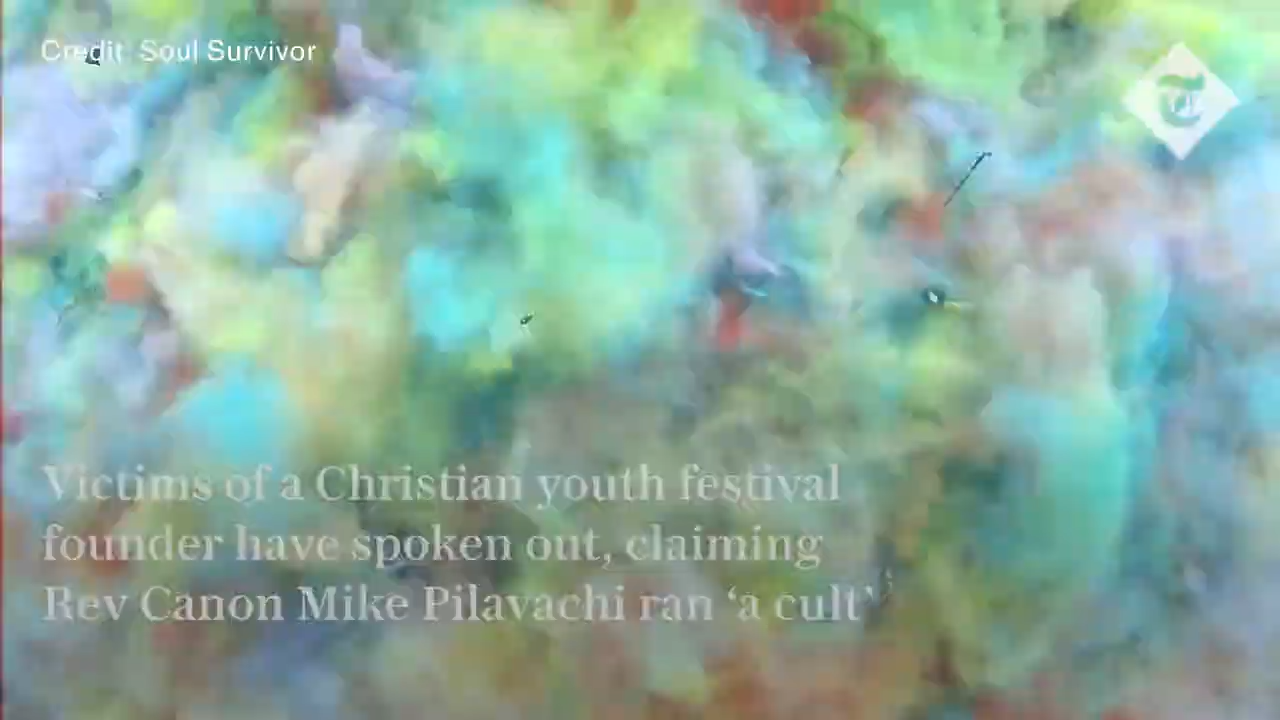 Credit Soul Survivor
Victims of a Christian youth festival
founder have spoken out, claiming
Rev Canon Mike Pilavachi ran ‘a cult’